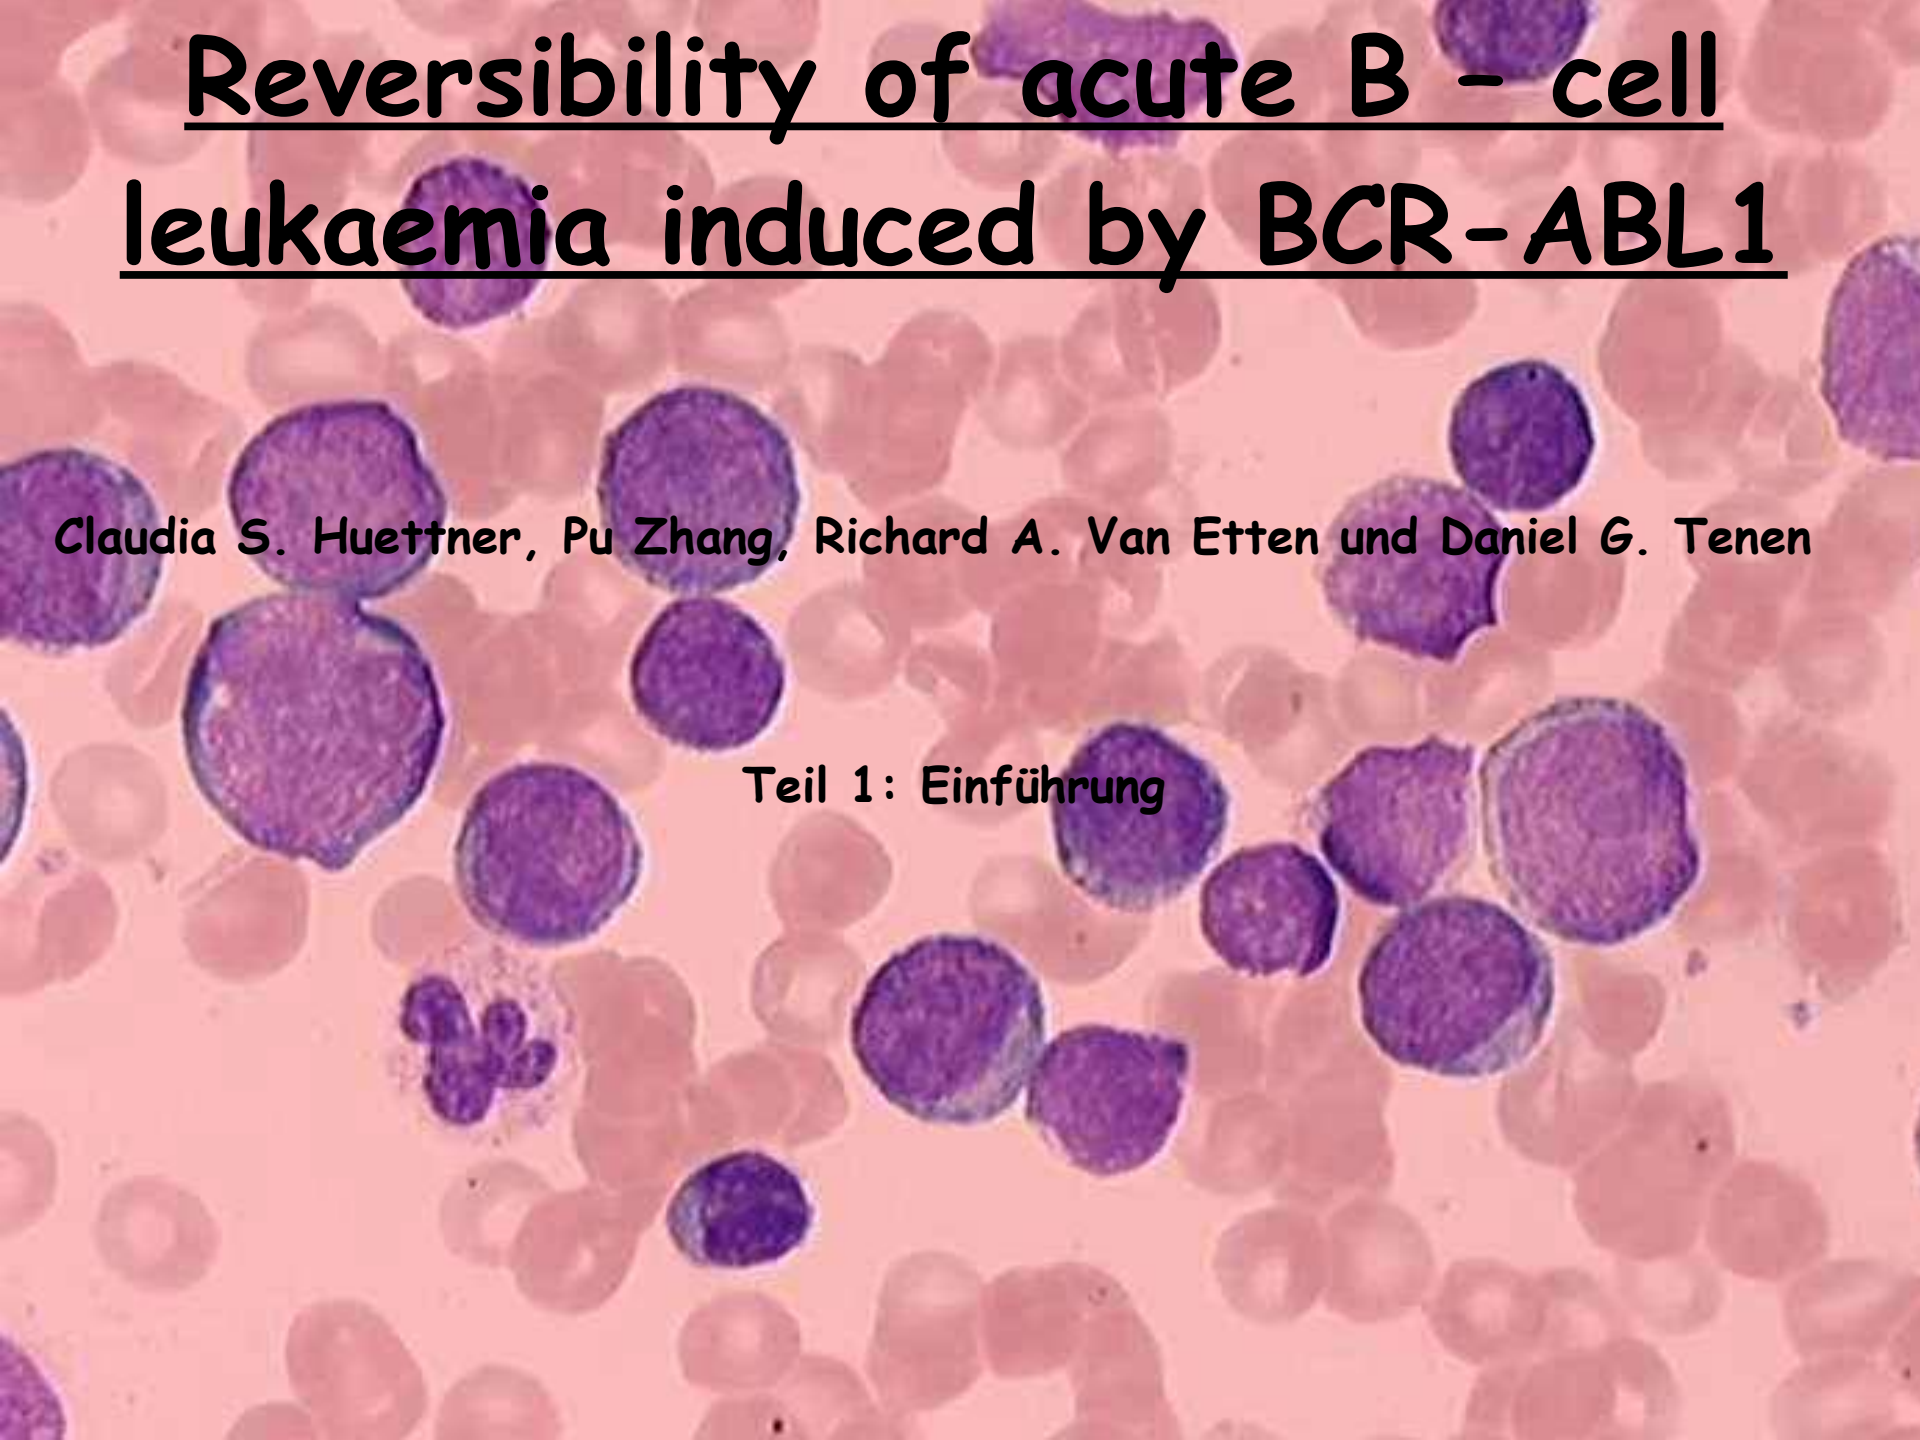 Reversibility of acute B – cell
leukaemia induced by BCR-ABL1
Claudia S. Huettner, Pu Zhang, Richard A. Van Etten und Daniel G. Tenen
Teil 1: Einführung